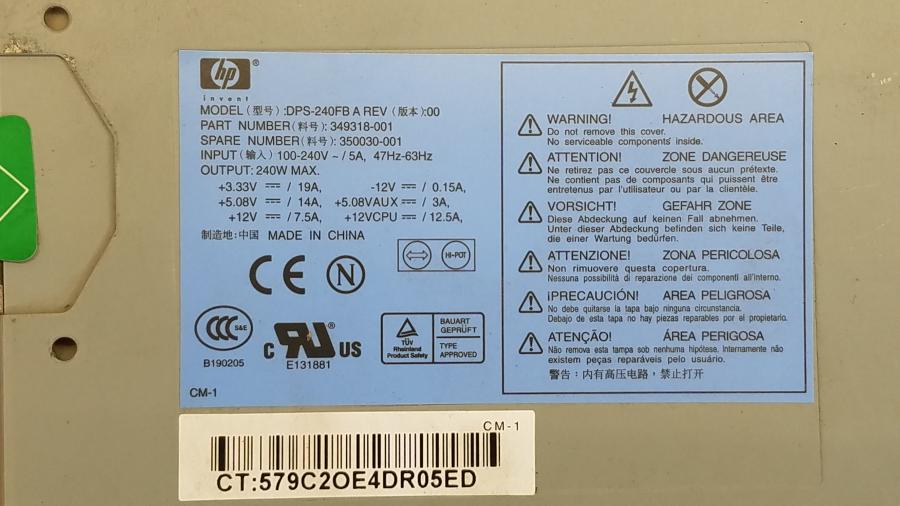 hp ®
invent
MODEL (型号):DPS-240FB A REV (版本):00
PART NUMBER(料号): 349318-001
SPARE NUMBER(料号): 350030-001
INPUT (输入) 100-240V ~ / 5A, 47Hz-63Hz
OUTPUT: 240W MAX.
+3.33V ⎓ / 19A, -12V ⎓ / 0.15A,
+5.08V ⎓ / 14A, +5.08VAUX ⎓ / 3A,
+12V ⎓ / 7.5A, +12VCPU ⎓ / 12.5A,
制造地:中国 MADE IN CHINA
HI-POT
CE N
CCC S&E
B190205
c RU ® US
E131881
TÜV
Rheinland
Product Safety
BAUART
GEPRÜFT
TYPE
APPROVED
CM-1
WARNING! HAZARDOUS AREA
Do not remove this cover.
No serviceable components inside.
ATTENTION! ZONE DANGEREUSE
Ne retirez pas ce couvercle sous aucun prétexte.
Ne contient pas de composants qui puissent être
entretenus par l'utilisateur ou par la clientèle.
VORSICHT! GEFAHR ZONE
Diese Abdeckung auf keinen Fall abnehmen.
Unter dieser Abdeckung befinden sich keine Teile,
die einer Wartung bedürfen.
ATTENZIONE! ZONA PERICOLOSA
Non rimuovere questa copertura.
Nessuna possibilità di reparazione dei componenti all'interno.
¡PRECAUCIÓN! AREA PELIGROSA
No debe quitarse la tapa bajo ninguna circunstancia.
Debajo de esta tapa no hay piezas reparables por el propietario.
ATENÇÃO! ÁREA PERIGOSA
Não remova esta tampa sob nenhuma hipótese. Internamente não
existem peças reparáveis pelo usuário.
警告：内有高压电路，禁止打开
CM-1
CT:579C2OE4DR05ED